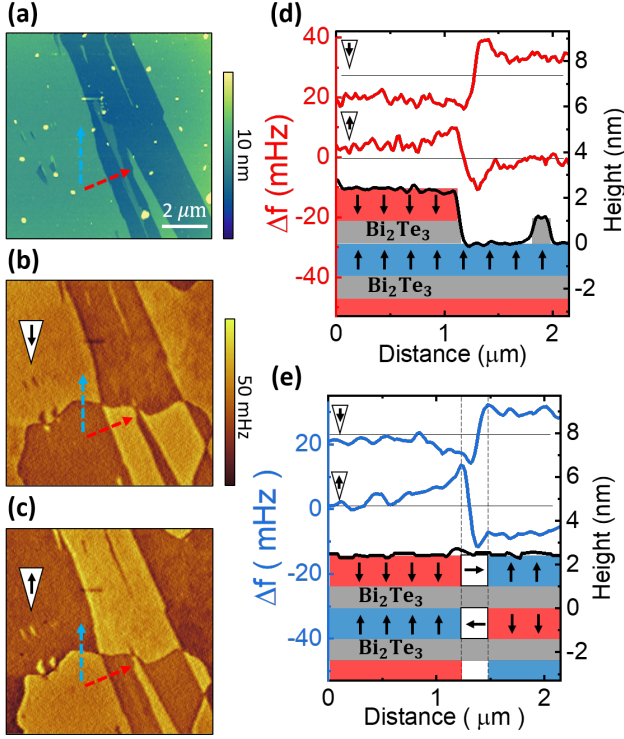 (a)
2 μm
10 nm
(b)
50 mHz
(c)
(d)
Δf (mHz)
40
20
0
-20
-40
Bi₂Te₃
Bi₂Te₃
8
6
4
2
0
-2
Height (nm)
0
1
2
Distance (μm)
(e)
Δf ( mHz)
20
0
-20
-40
Bi₂Te₃
Bi₂Te₃
8
6
4
2
0
-2
Height (nm)
0
1
2
Distance ( μm)